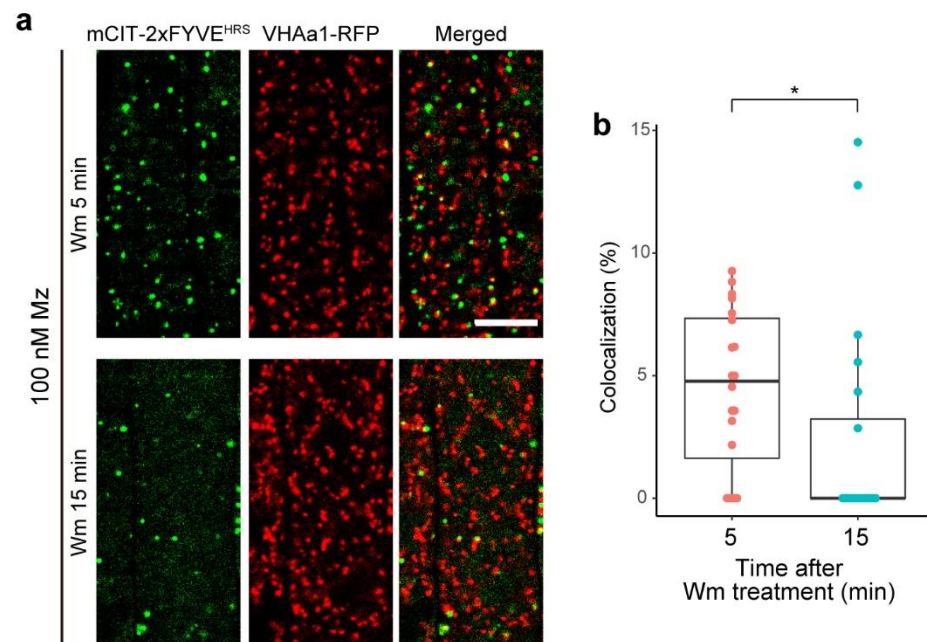 a
mCIT-2xFYVE^HRS VHAa1-RFP Merged
100 nM Mz
Wm 5 min
Wm 15 min
b
*
15
10
5
0
Colocalization (%)
5 15
Time after
Wm treatment (min)